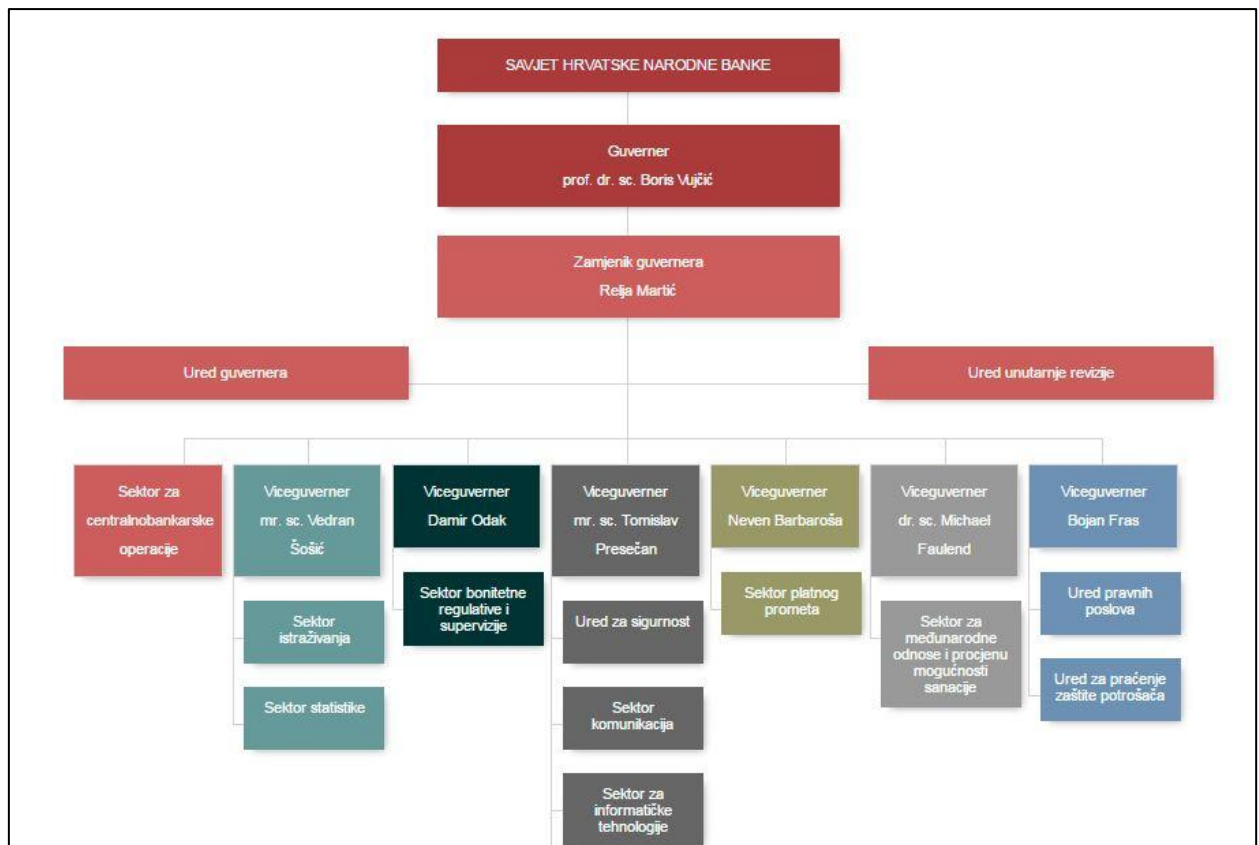 SAVJET HRVATSKE NARODNE BANKE
Guverner
prof. dr. sc. Boris Vujčić
Zamjenik guvernera
Relja Martić
Ured guvernera
Ured unutarnje revizije
Sektor za
centralnobankarske
operacije
Viceguverner
mr. sc. Vedran
Šošić
Sektor
istraživanja
Sektor statistike
Viceguverner
Damir Odak
Sektor bonitetne
regulative i
supervizije
Viceguverner
mr. sc. Tomislav
Presečan
Ured za sigurnost
Sektor
komunikacija
Sektor za
informatičke
tehnologije
Viceguverner
Neven Barbaroša
Sektor platnog
prometa
Viceguverner
dr. sc. Michael
Faulend
Sektor za
međunarodne
odnose i procjenu
mogućnosti
sanacije
Viceguverner
Bojan Fras
Ured pravnih
poslova
Ured za praćenje
zaštite potrošača